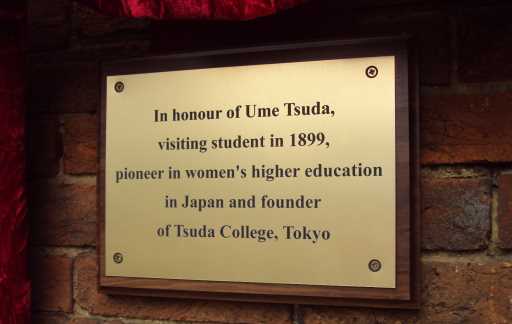 In honour of Ume Tsuda,
visiting student in 1899,
pioneer in women's higher education
in Japan and founder
of Tsuda College, Tokyo